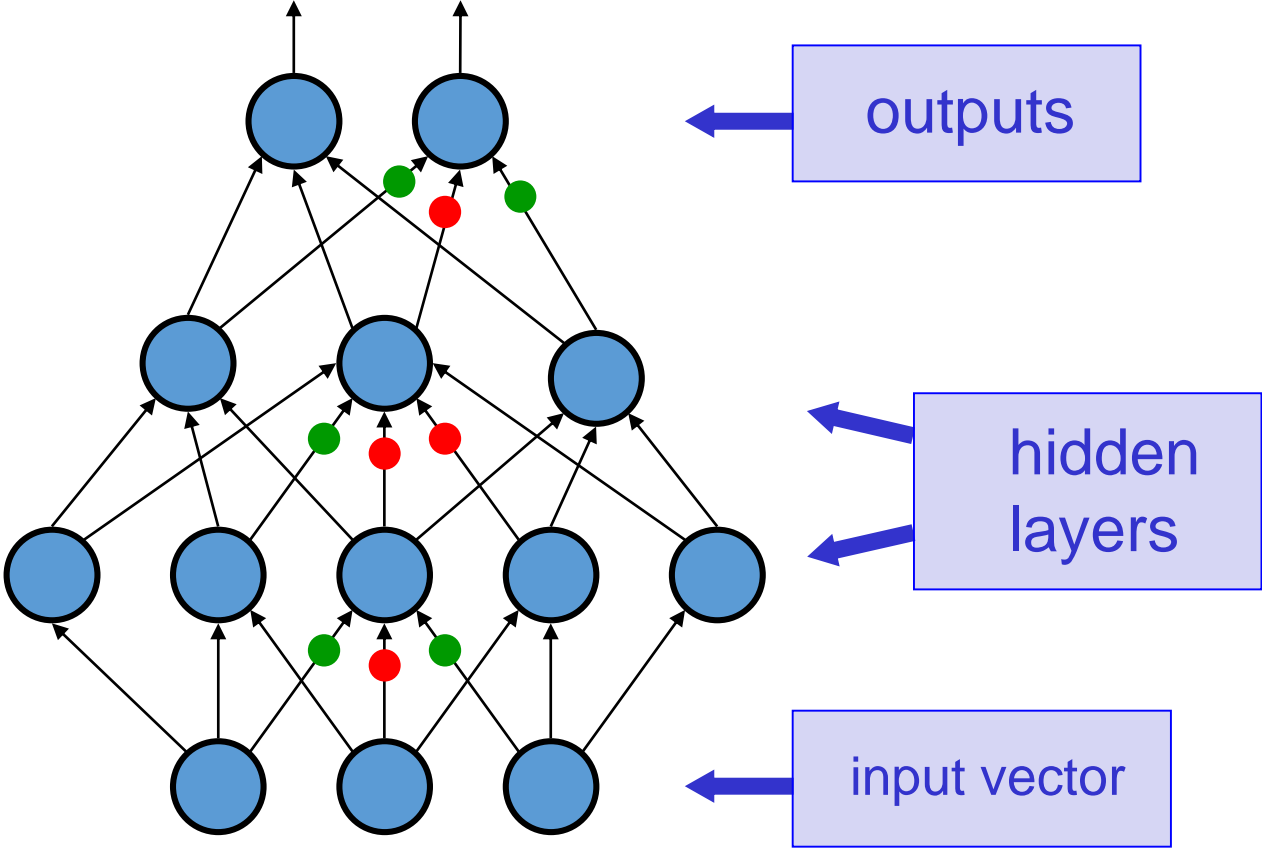 outputs
hidden
layers
input vector